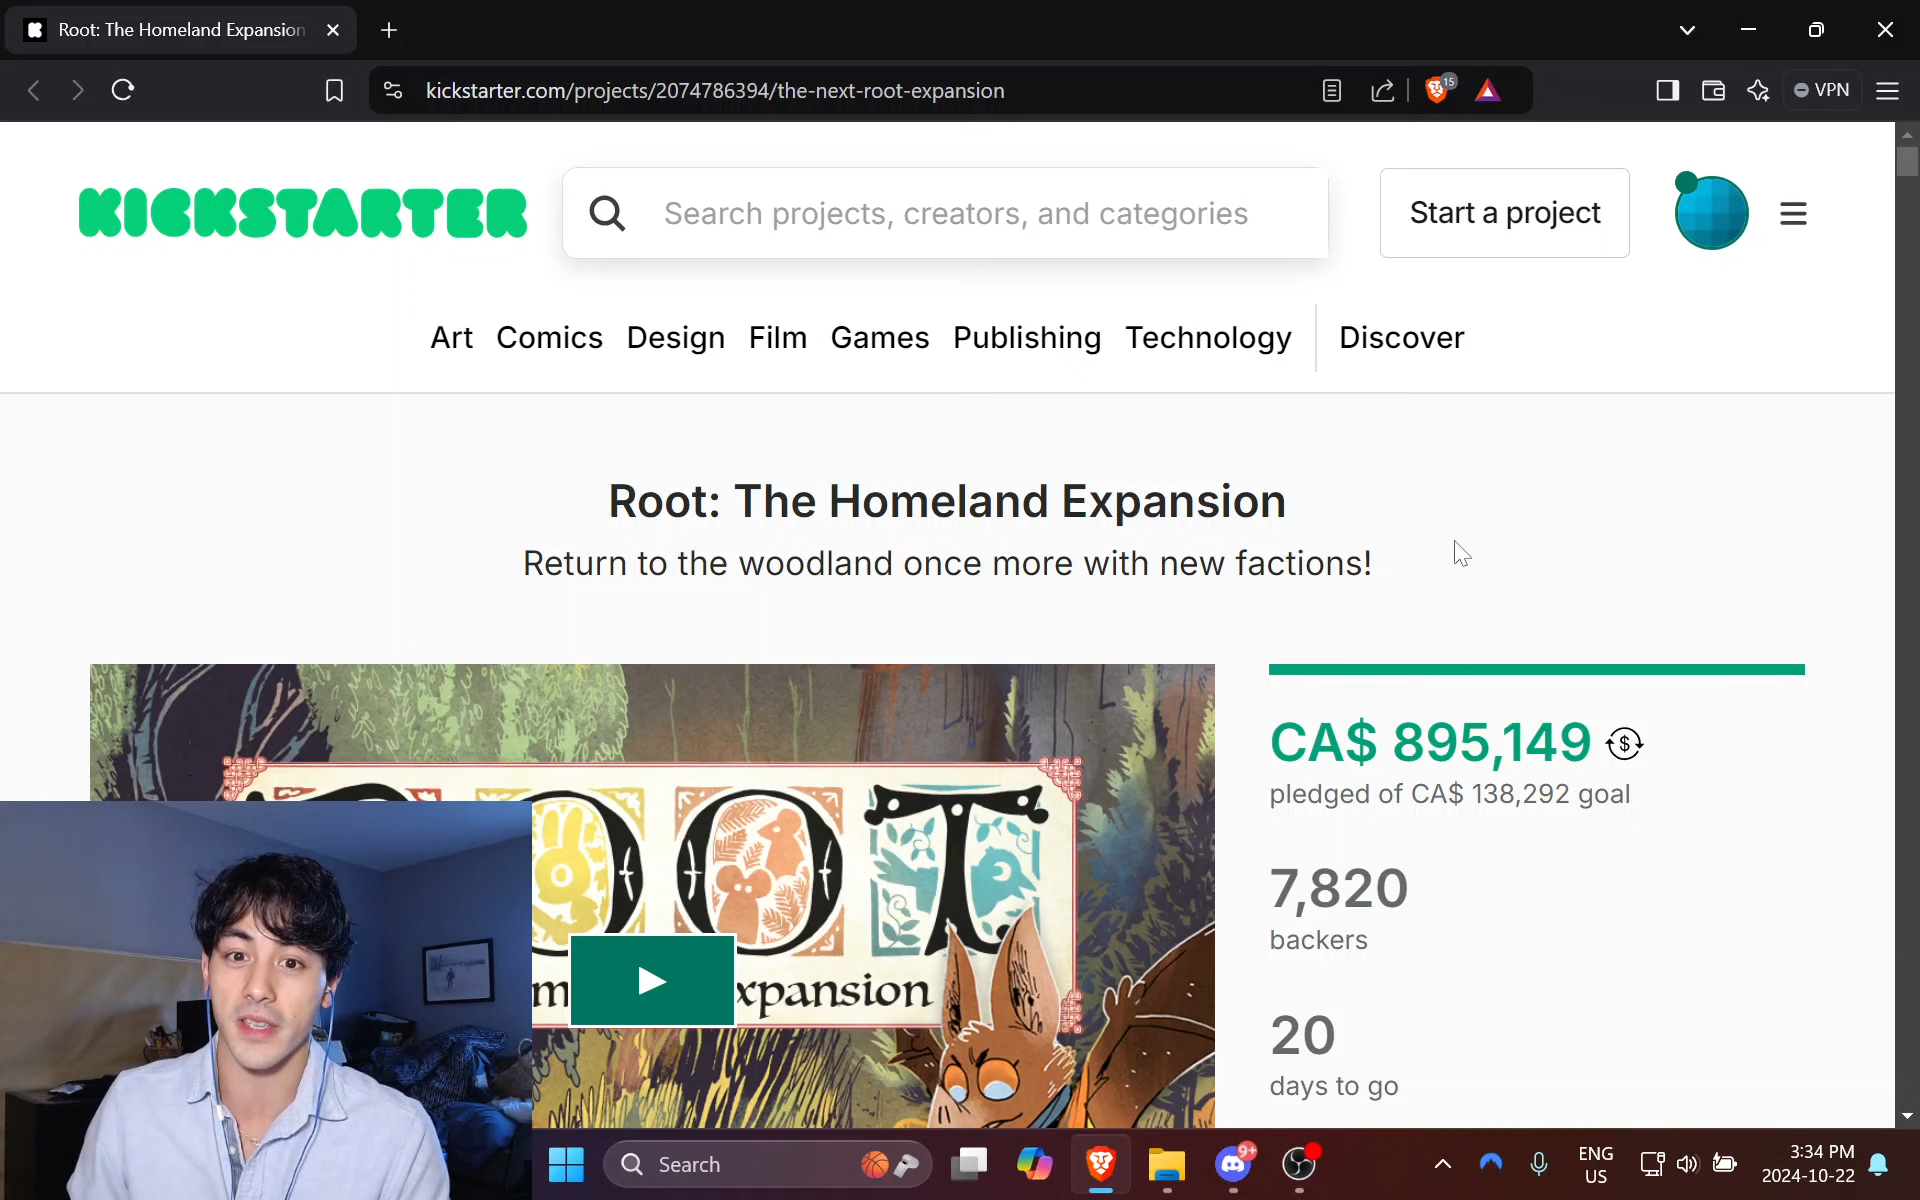 Root: The Homeland Expansion
kickstarter.com/projects/2074786394/the-next-root-expansion
15
VPN
KICKSTARTER
Search projects, creators, and categories
Start a project
Art Comics Design Film Games Publishing Technology Discover
Root: The Homeland Expansion
Return to the woodland once more with new factions!
CA$ 895,149
pledged of CA$ 138,292 goal
7,820
backers
20
days to go
ROOT
xpansion
Search
9+
ENG
US
3:34 PM
2024-10-22